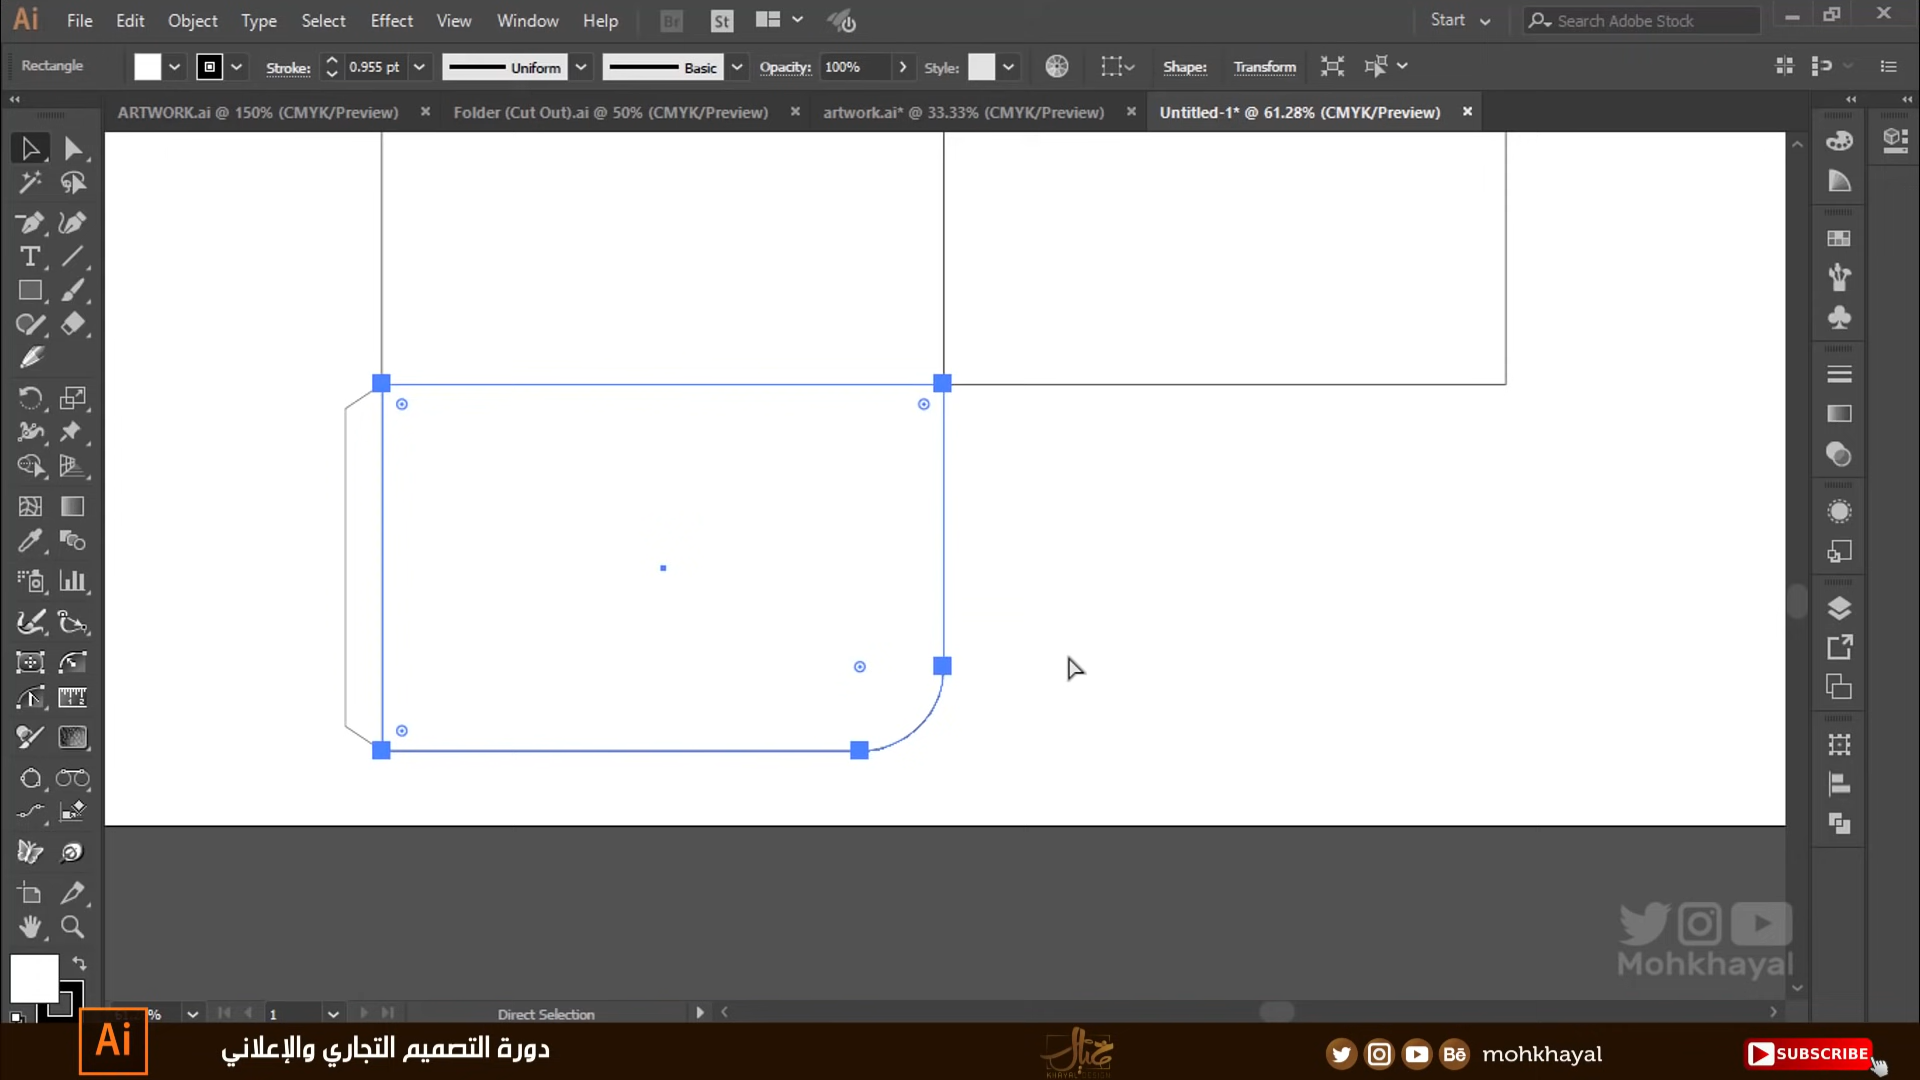 Ai File Edit Object Type Select Effect View Window Help Br St Start Search Adobe Stock
Rectangle Stroke: 0.955 pt Uniform Basic Opacity: 100% Style: Shape: Transform
ARTWORK.ai @ 150% (CMYK/Preview) Folder (Cut Out).ai @ 50% (CMYK/Preview) artwork.ai* @ 33.33% (CMYK/Preview) Untitled-1* @ 61.28% (CMYK/Preview)
Mohkhayal
1 Direct Selection
Ai دورة التصميم التجاري والإعلاني mohkhayal SUBSCRIBE